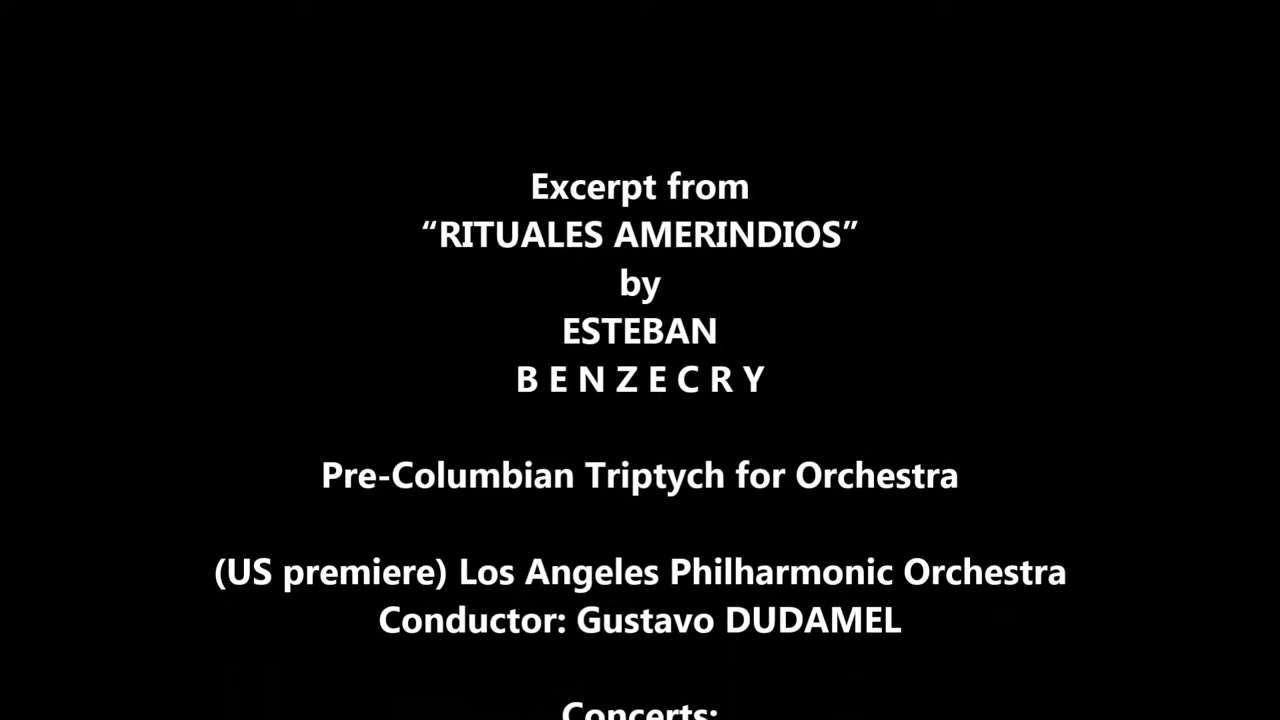 Excerpt from
“RITUALES AMERINDIOS”
by
ESTEBAN
B E N Z E C R Y
Pre-Columbian Triptych for Orchestra
(US premiere) Los Angeles Philharmonic Orchestra
Conductor: Gustavo DUDAMEL
Concerts: